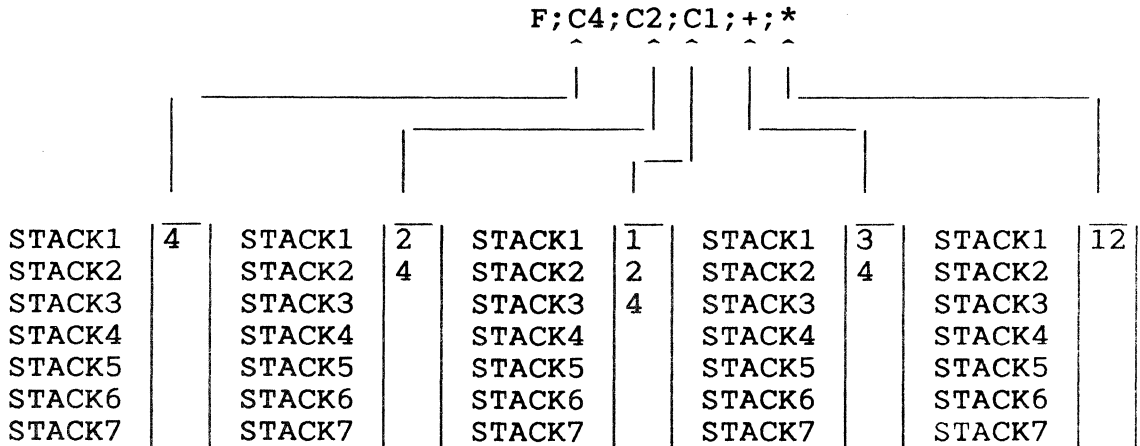 F;C4;C2;C1;+;*
^ ^ ^ ^ ^
STACK1 4 STACK1 2 STACK1 1 STACK1 3 STACK1 12
STACK2 STACK2 4 STACK2 2 STACK2 4 STACK2
STACK3 STACK3 STACK3 4 STACK3 STACK3
STACK4 STACK4 STACK4 STACK4 STACK4
STACK5 STACK5 STACK5 STACK5 STACK5
STACK6 STACK6 STACK6 STACK6 STACK6
STACK7 STACK7 STACK7 STACK7 STACK7